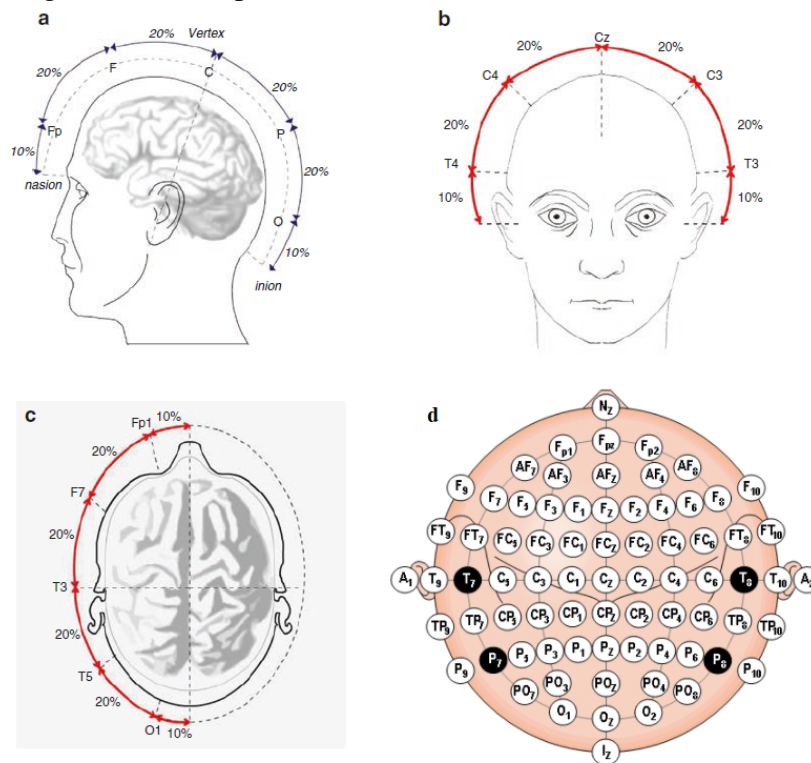 a
20%
Vertex
20%
F
C
20%
20%
Fp
P
10%
20%
nasion
O
10%
inion
b
Cz
20%
20%
C4
C3
20%
20%
T4
T3
10%
10%
c
Fp1
10%
20%
F7
20%
T3
20%
T5
20%
O1
10%
d
Nz
Fp1 Fpz Fp2
AF7 AF3 AFz AF4 AF8
F9 F7 F5 F3 F1 Fz F2 F4 F6 F8 F10
FT9 FT7 FC5 FC3 FC1 FCz FC2 FC4 FC6 FT8 FT10
A1 T9 T7 C5 C3 C1 Cz C2 C4 C6 T8 T10
TP9 TP7 CP5 CP3 CP1 CPz CP2 CP4 CP6 TP8 TP10
P9 P7 P5 P3 P1 Pz P2 P4 P6 P8 P10
PO7 PO3 POz PO4 PO8
O1 Oz O2
Iz